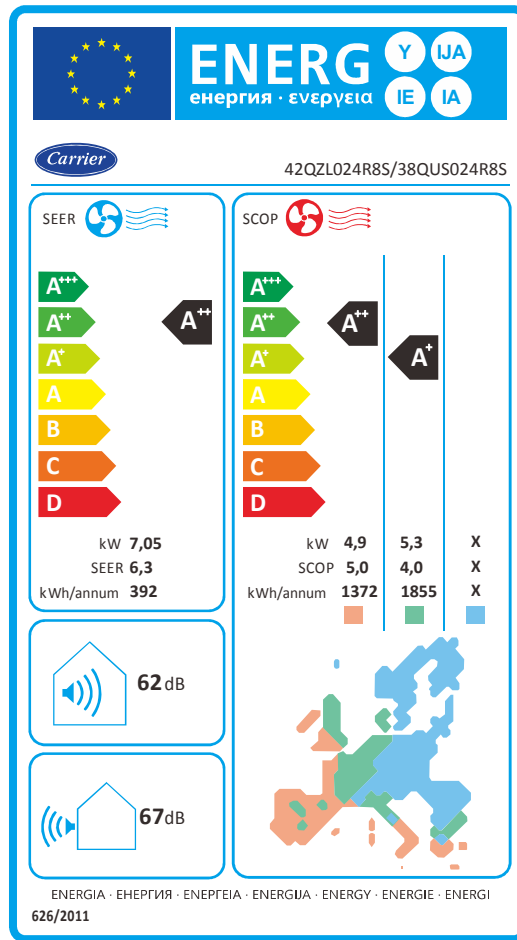 ENERG
енергия · ενεργεια
Y
IJA
IE
IA
Carrier
42QZL024R8S/38QUS024R8S
SEER
A+++
A++
A+
A
B
C
D
A++
kW 7,05
SEER 6,3
kWh/annum 392
SCOP
A+++
A++
A+
A
B
C
D
A++
A+
kW 4,9 5,3 X
SCOP 5,0 4,0 X
kWh/annum 1372 1855 X
62 dB
67dB
ENERGIA · ЕНЕРГИЯ · ΕΝΕΡΓΕΙΑ · ENERGIJA · ENERGY · ENERGIE · ENERGI
626/2011